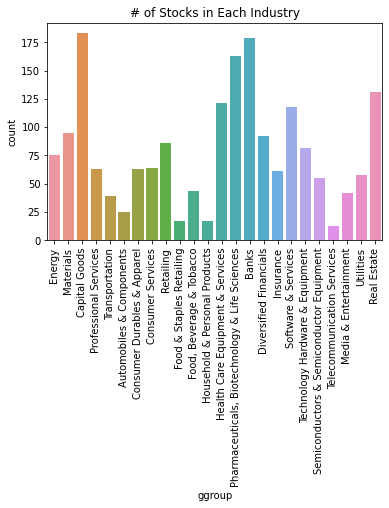 # of Stocks in Each Industry
count
175
150
125
100
75
50
25
0
Energy
Materials
Capital Goods
Professional Services
Transportation
Automobiles & Components
Consumer Durables & Apparel
Consumer Services
Retailing
Food & Staples Retailing
Food, Beverage & Tobacco
Household & Personal Products
Health Care Equipment & Services
Pharmaceuticals, Biotechnology & Life Sciences
Banks
Diversified Financials
Insurance
Software & Services
Technology Hardware & Equipment
Semiconductors & Semiconductor Equipment
Telecommunication Services
Media & Entertainment
Utilities
Real Estate
ggroup